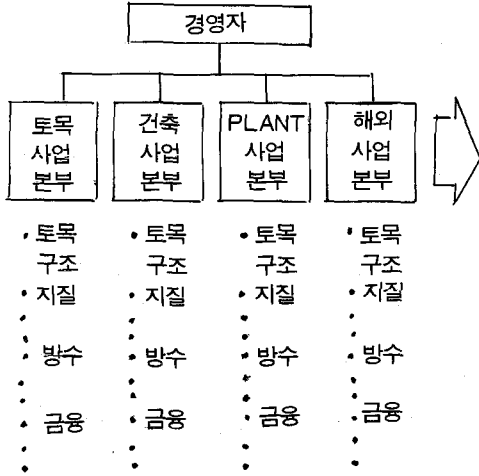 경영자
토목
사업
본부
건축
사업
본부
PLANT
사업
본부
해외
사업
본부
• 토목
구조
• 지질
방수
금융
• 토목
구조
• 지질
방수
금융
• 토목
구조
• 지질
방수
금융
• 토목
구조
• 지질
방수
금융